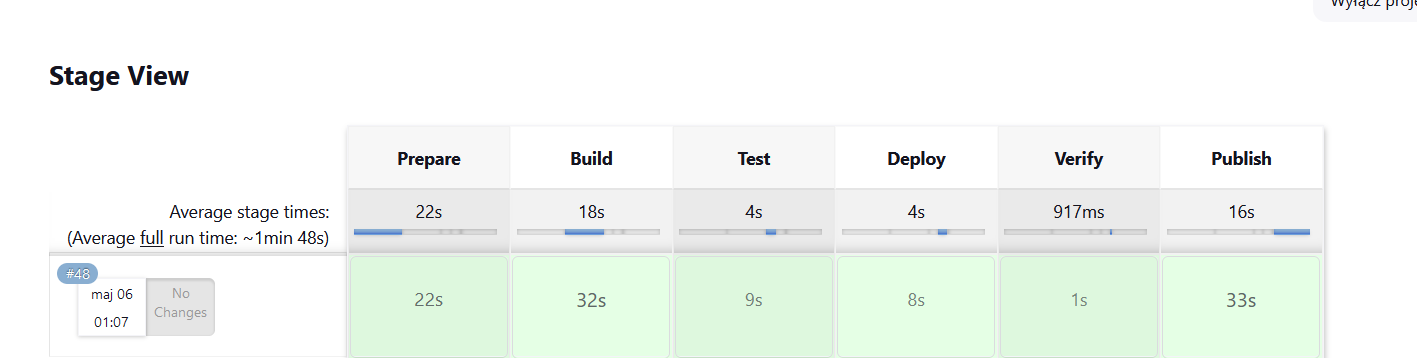 Wyłącz proje
Stage View
Prepare Build Test Deploy Verify Publish
Average stage times: 22s 18s 4s 4s 917ms 16s
(Average full run time: ~1min 48s)
#48
maj 06 No
Changes
01:07
22s 32s 9s 8s 1s 33s